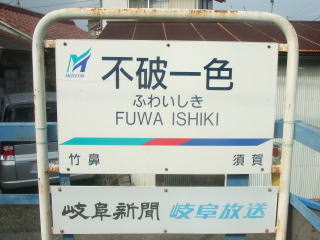 MEITETSU
不破一色
ふわいしき
FUWA ISHIKI
竹鼻 須賀
岐阜新聞 岐阜放送